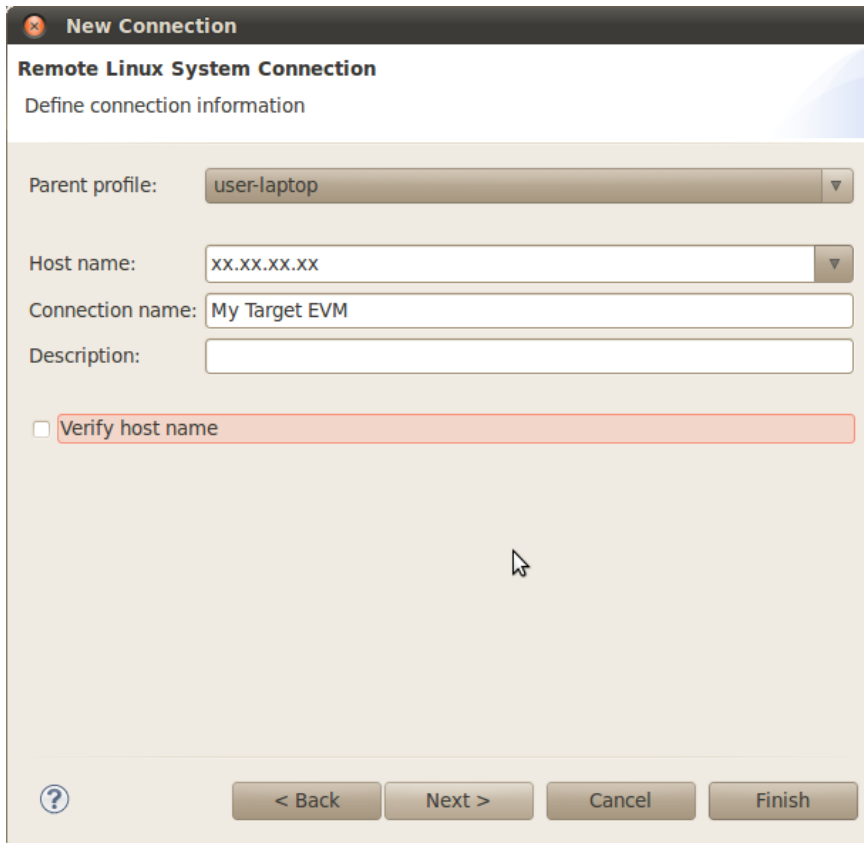 New Connection
Remote Linux System Connection
Define connection information
Parent profile: user-laptop
Host name: xx.xx.xx.xx
Connection name: My Target EVM
Description:
Verify host name
? < Back Next > Cancel Finish